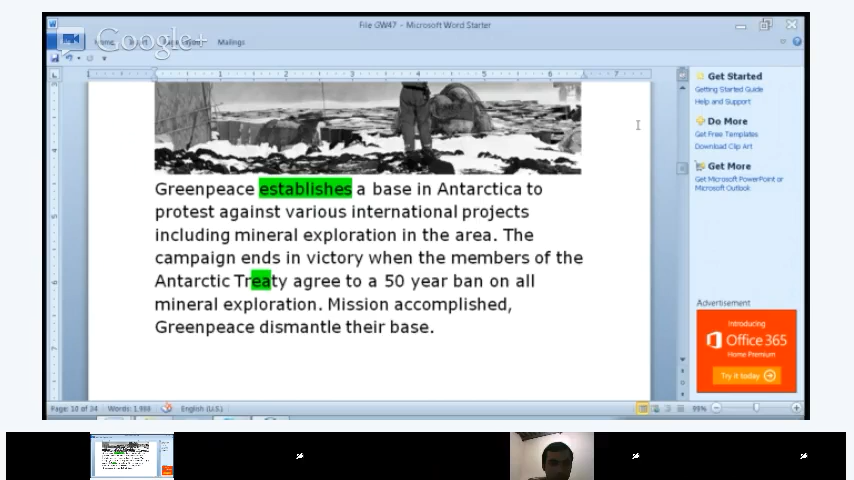 File GW47 - Microsoft Word Starter
Google+
Mailings
Greenpeace establishes a base in Antarctica to
protest against various international projects
including mineral exploration in the area. The
campaign ends in victory when the members of the
Antarctic Treaty agree to a 50 year ban on all
mineral exploration. Mission accomplished,
Greenpeace dismantle their base.
Get Started
Getting Started Guide
Help and Support
Do More
Get Free Templates
Download Clip Art
Get More
Get Microsoft PowerPoint or
Microsoft Outlook
Advertisement
Introducing
Office 365
Home Premium
Try it today
Page: 10 of 34 Words: 1,988 English (U.S.) 99%